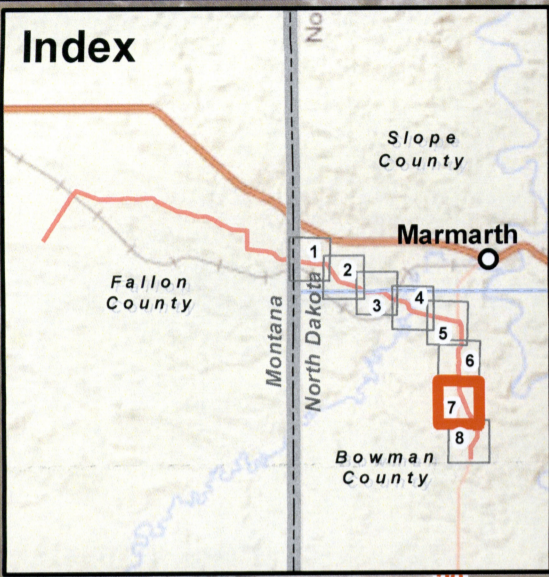 Index
No
Slope
County
Marmarth
Fallon
County
Montana
North Dakota
1
2
3
4
5
6
7
8
Bowman
County